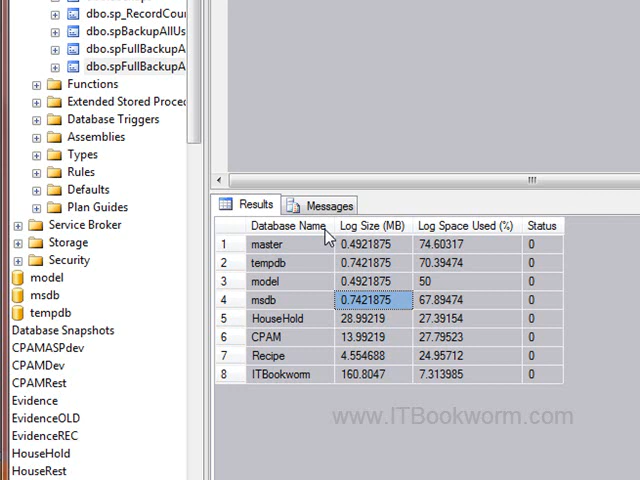 dbo.sp_RecordCou
dbo.spBackupAllUs
dbo.spFullBackupA
dbo.spFullBackupA
Functions
Extended Stored Proced
Database Triggers
Assemblies
Types
Rules
Defaults
Plan Guides
Service Broker
Storage
Security
model
msdb
tempdb
Database Snapshots
CPAMASPdev
CPAMDev
CPAMRest
Evidence
EvidenceOLD
EvidenceREC
HouseHold
HouseRest
Results Messages
Database Name Log Size (MB) Log Space Used (%) Status
1 master 0.4921875 74.60317 0
2 tempdb 0.7421875 70.39474 0
3 model 0.4921875 50 0
4 msdb 0.7421875 67.89474 0
5 HouseHold 28.99219 27.39154 0
6 CPAM 13.99219 27.79523 0
7 Recipe 4.554688 24.95712 0
8 ITBookworm 160.8047 7.313985 0
www.ITBookworm.com